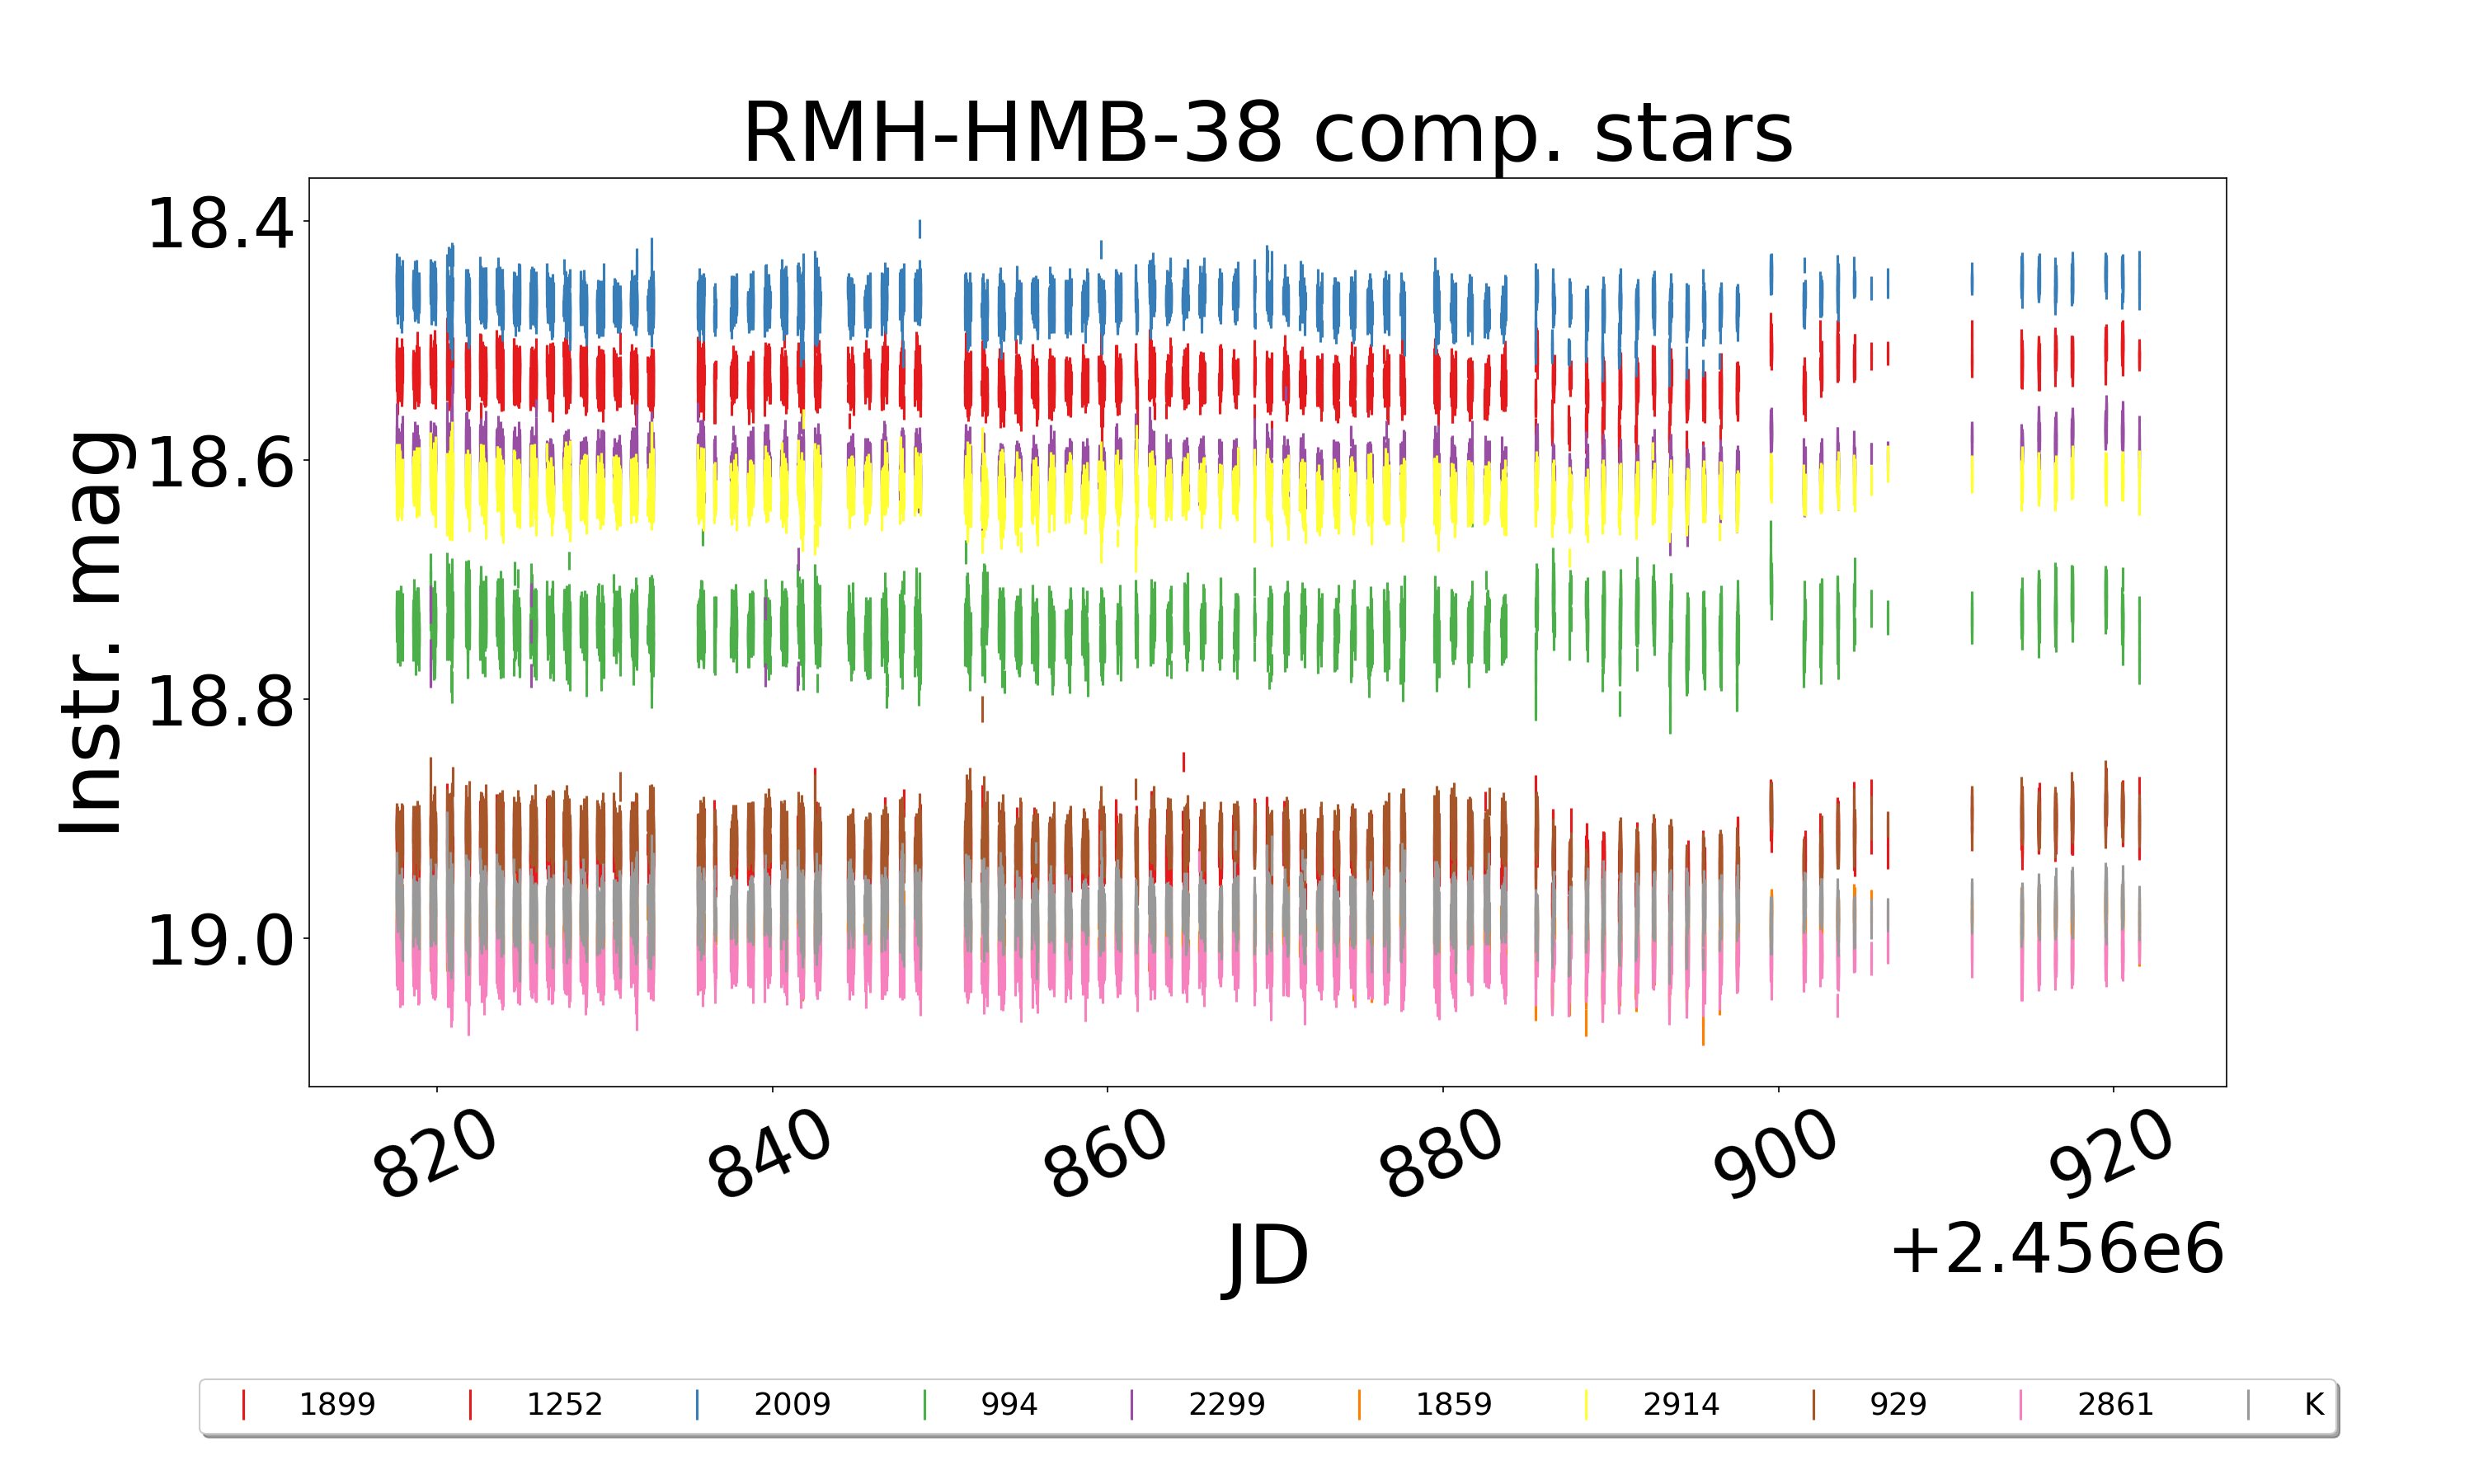 RMH-HMB-38 comp. stars
18.4
18.6
18.8
19.0
Instr. mag
820 840 860 880 900 920
JD
+2.456e6
1899 1252 2009 994 2299 1859 2914 929 2861 K